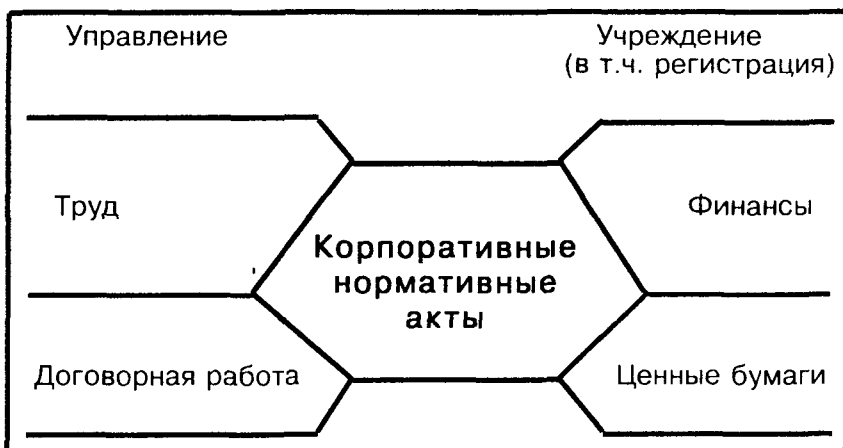 Управление
Учреждение
(в т.ч. регистрация)
Труд
Финансы
Корпоративные
нормативные
акты
Договорная работа
Ценные бумаги